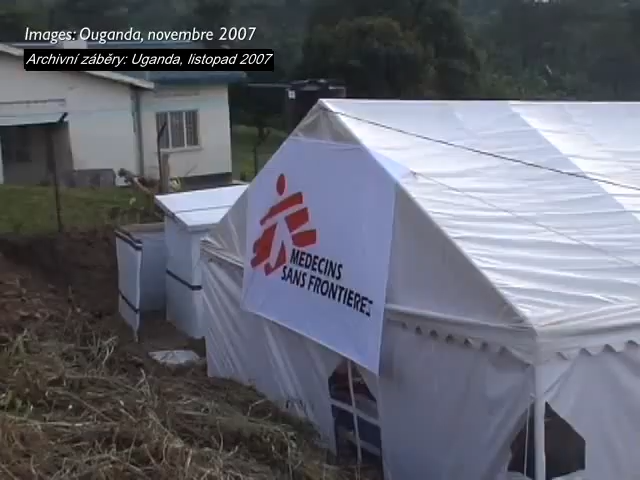 Images: Ouganda, novembre 2007
Archivní záběry: Uganda, listopad 2007
MEDECINS
SANS FRONTIERES